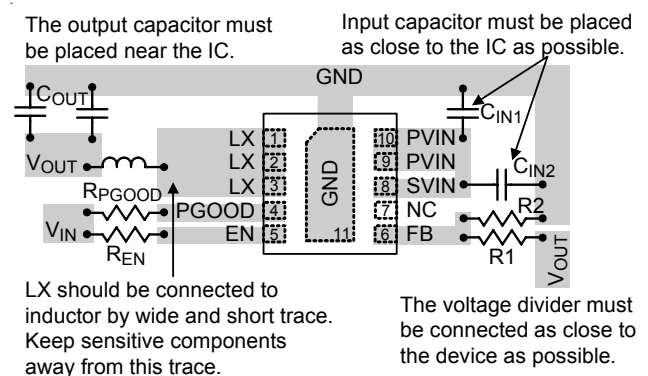 The output capacitor must
be placed near the IC.
Input capacitor must be placed
as close to the IC as possible.
GND
COUT
CIN1
LX 1
10 PVIN
VOUT
LX 2
9 PVIN
CIN2
LX 3
GND
8 SVIN
RPGOOD
PGOOD 4
7 NC
R2
VIN
EN 5
11
6 FB
REN
R1
VOUT
LX should be connected to
inductor by wide and short trace.
Keep sensitive components
away from this trace.
The voltage divider must
be connected as close to
the device as possible.